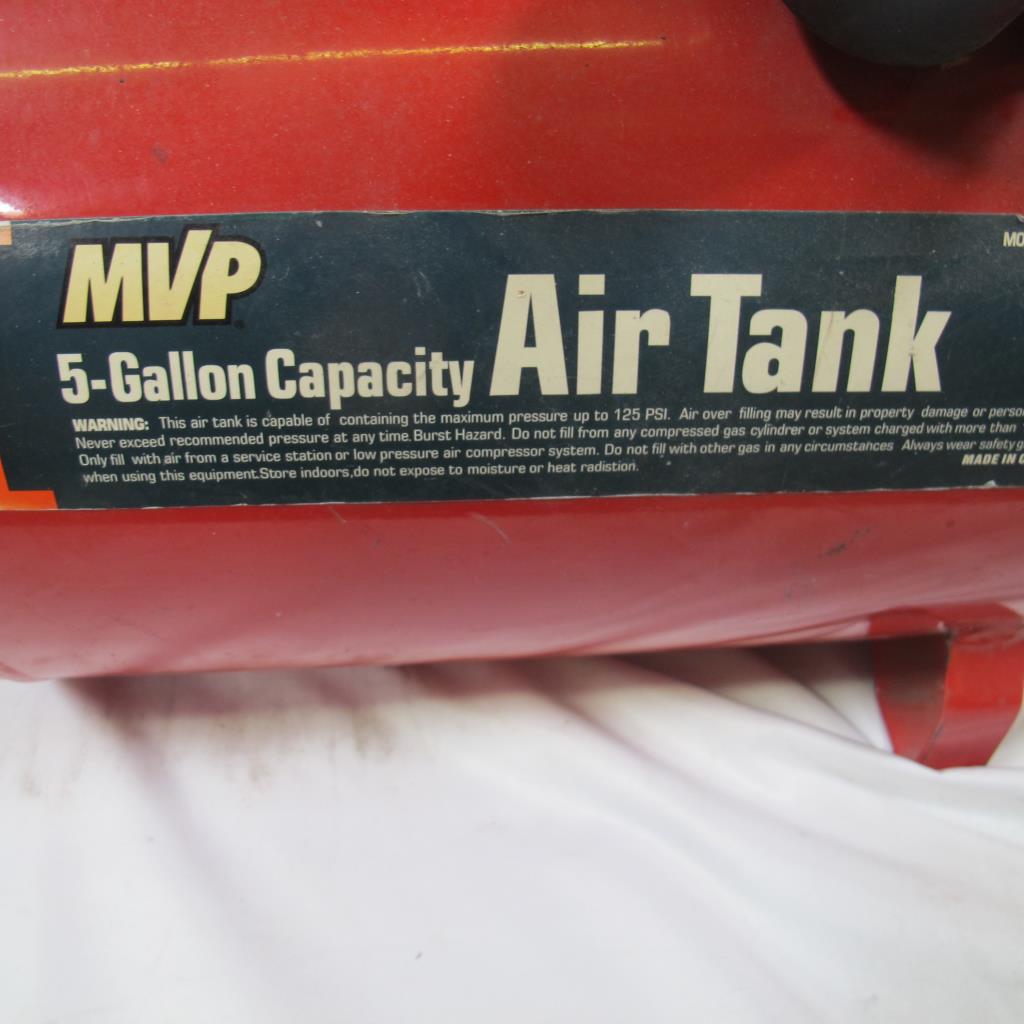 MVP
5-Gallon Capacity Air Tank
WARNING: This air tank is capable of containing the maximum pressure up to 125 PSI. Air over filling may result in property damage or
Never exceed recommended pressure at any time. Burst Hazard. Do not fill from any compressed gas cylindrer or system charged with more than
Only fill with air from a service station or low pressure air compressor system. Do not fill with other gas in any circumstances Always wear
when using this equipment.Store indoors,do not expose to moisture or heat radistion.
MADE IN